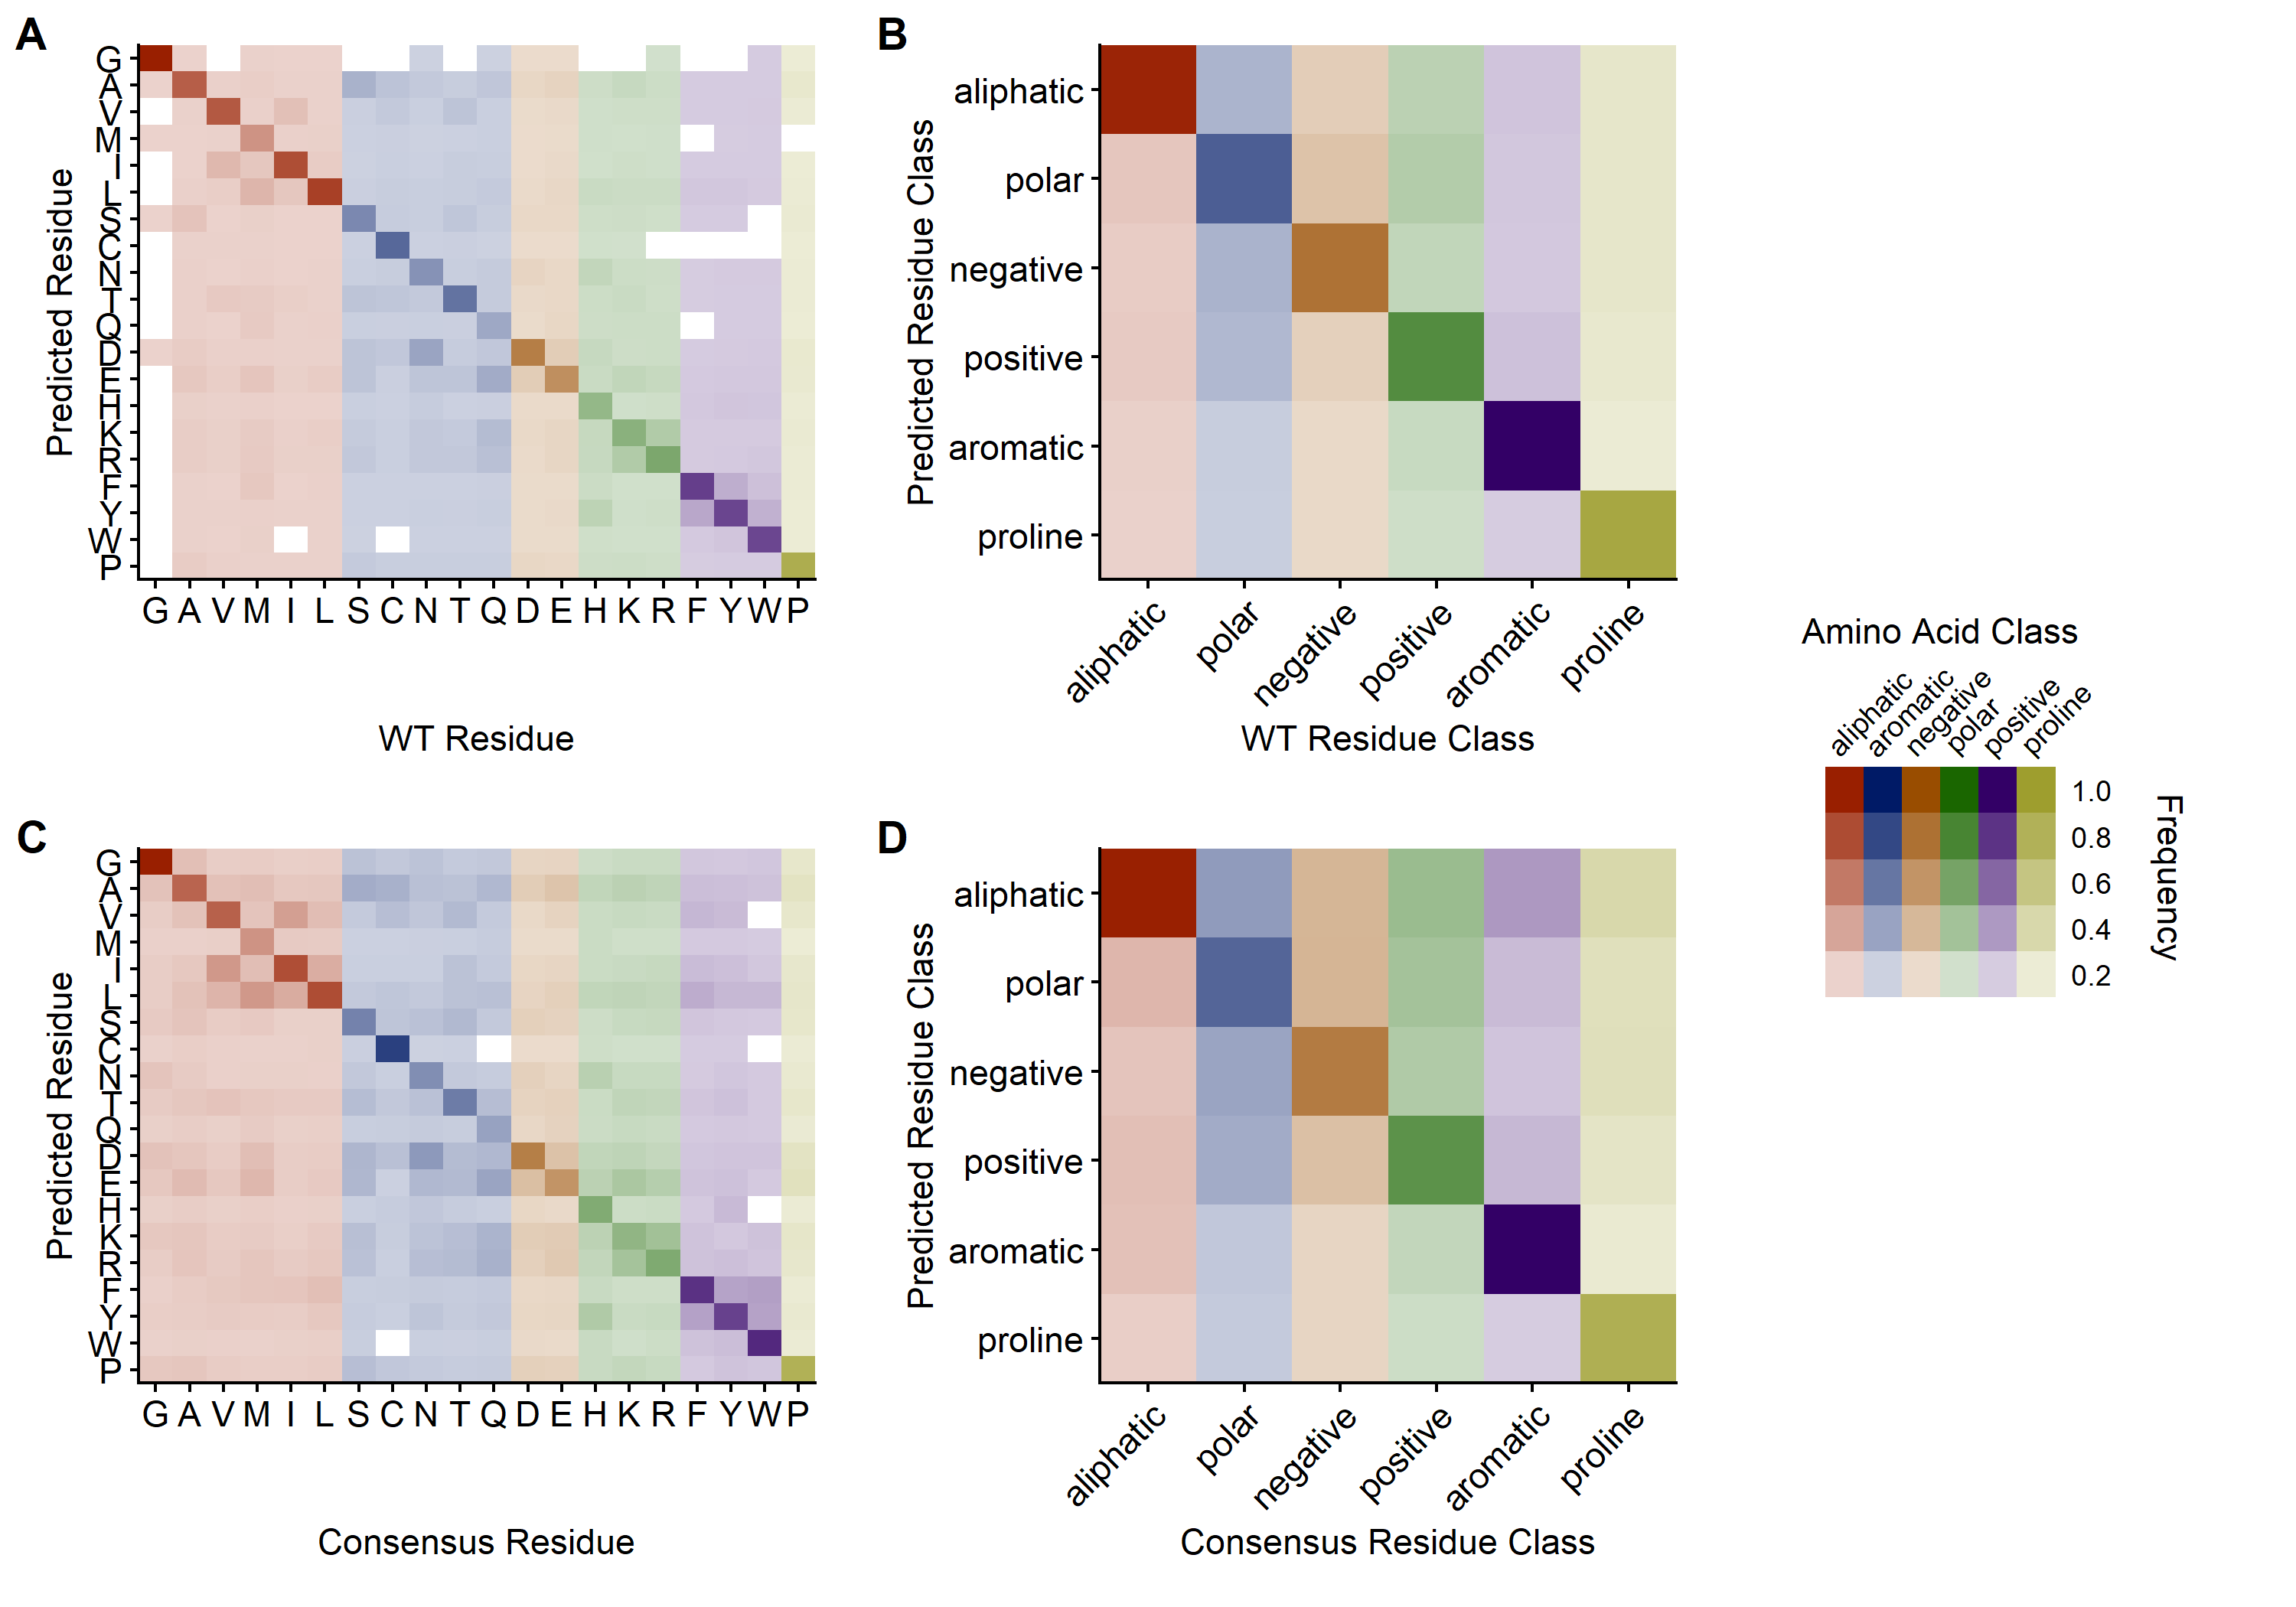 A
Predicted Residue
G
A
V
M
I
L
S
C
N
T
Q
D
E
H
K
R
F
Y
W
P
G A V M I L S C N T Q D E H K R F Y W P
WT Residue
B
Predicted Residue Class
aliphatic
polar
negative
positive
aromatic
proline
aliphatic polar negative positive aromatic proline
WT Residue Class
Amino Acid Class
aliphatic aromatic negative polar positive proline
1.0
0.8
0.6
0.4
0.2
Frequency
C
Predicted Residue
G
A
V
M
I
L
S
C
N
T
Q
D
E
H
K
R
F
Y
W
P
G A V M I L S C N T Q D E H K R F Y W P
Consensus Residue
D
Predicted Residue Class
aliphatic
polar
negative
positive
aromatic
proline
aliphatic polar negative positive aromatic proline
Consensus Residue Class